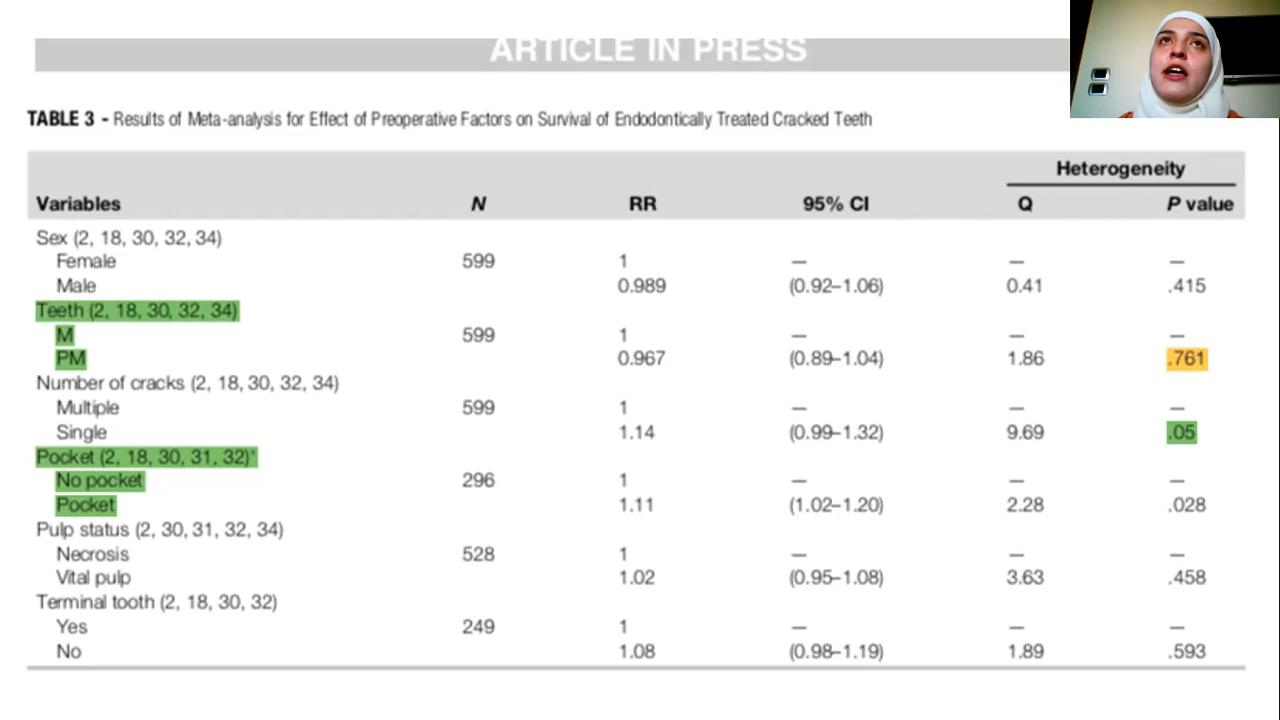 ARTICLE IN PRESS
TABLE 3 - Results of Meta-analysis for Effect of Preoperative Factors on Survival of Endodontically Treated Cracked Teeth
Heterogeneity
Variables N RR 95% CI Q P value
Sex (2, 18, 30, 32, 34)
Female 599 1 — — —
Male 0.989 (0.92–1.06) 0.41 .415
Teeth (2, 18, 30, 32, 34)
M 599 1 — — —
PM 0.967 (0.89–1.04) 1.86 .761
Number of cracks (2, 18, 30, 32, 34)
Multiple 599 1 — — —
Single 1.14 (0.99–1.32) 9.69 .05
Pocket (2, 18, 30, 31, 32)*
No pocket 296 1 — — —
Pocket 1.11 (1.02–1.20) 2.28 .028
Pulp status (2, 30, 31, 32, 34)
Necrosis 528 1 — — —
Vital pulp 1.02 (0.95–1.08) 3.63 .458
Terminal tooth (2, 18, 30, 32)
Yes 249 1 — — —
No 1.08 (0.98–1.19) 1.89 .593